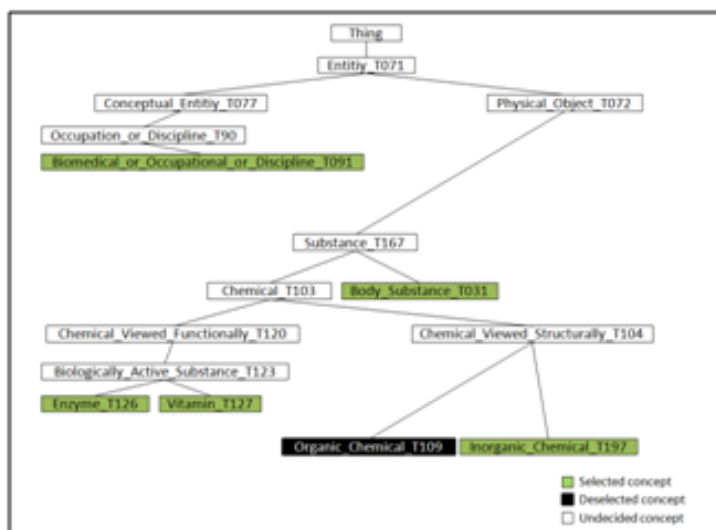 Thing
Entitiy_T071
Conceptual_Entitiy_T077 Physical_Object_T072
Occupation_or_Discipline_T90
Biomedical_or_Occupational_or_Discipline_T091
Substance_T167
Chemical_T103 Body_Substance_T031
Chemical_Viewed_Functionally_T120 Chemical_Viewed_Structurally_T104
Biologically_Active_Substance_T123
Enzyme_T126 Vitamin_T127
Organic_Chemical_T109 Inorganic_Chemical_T197
Selected concept
Deselected concept
Undecided concept